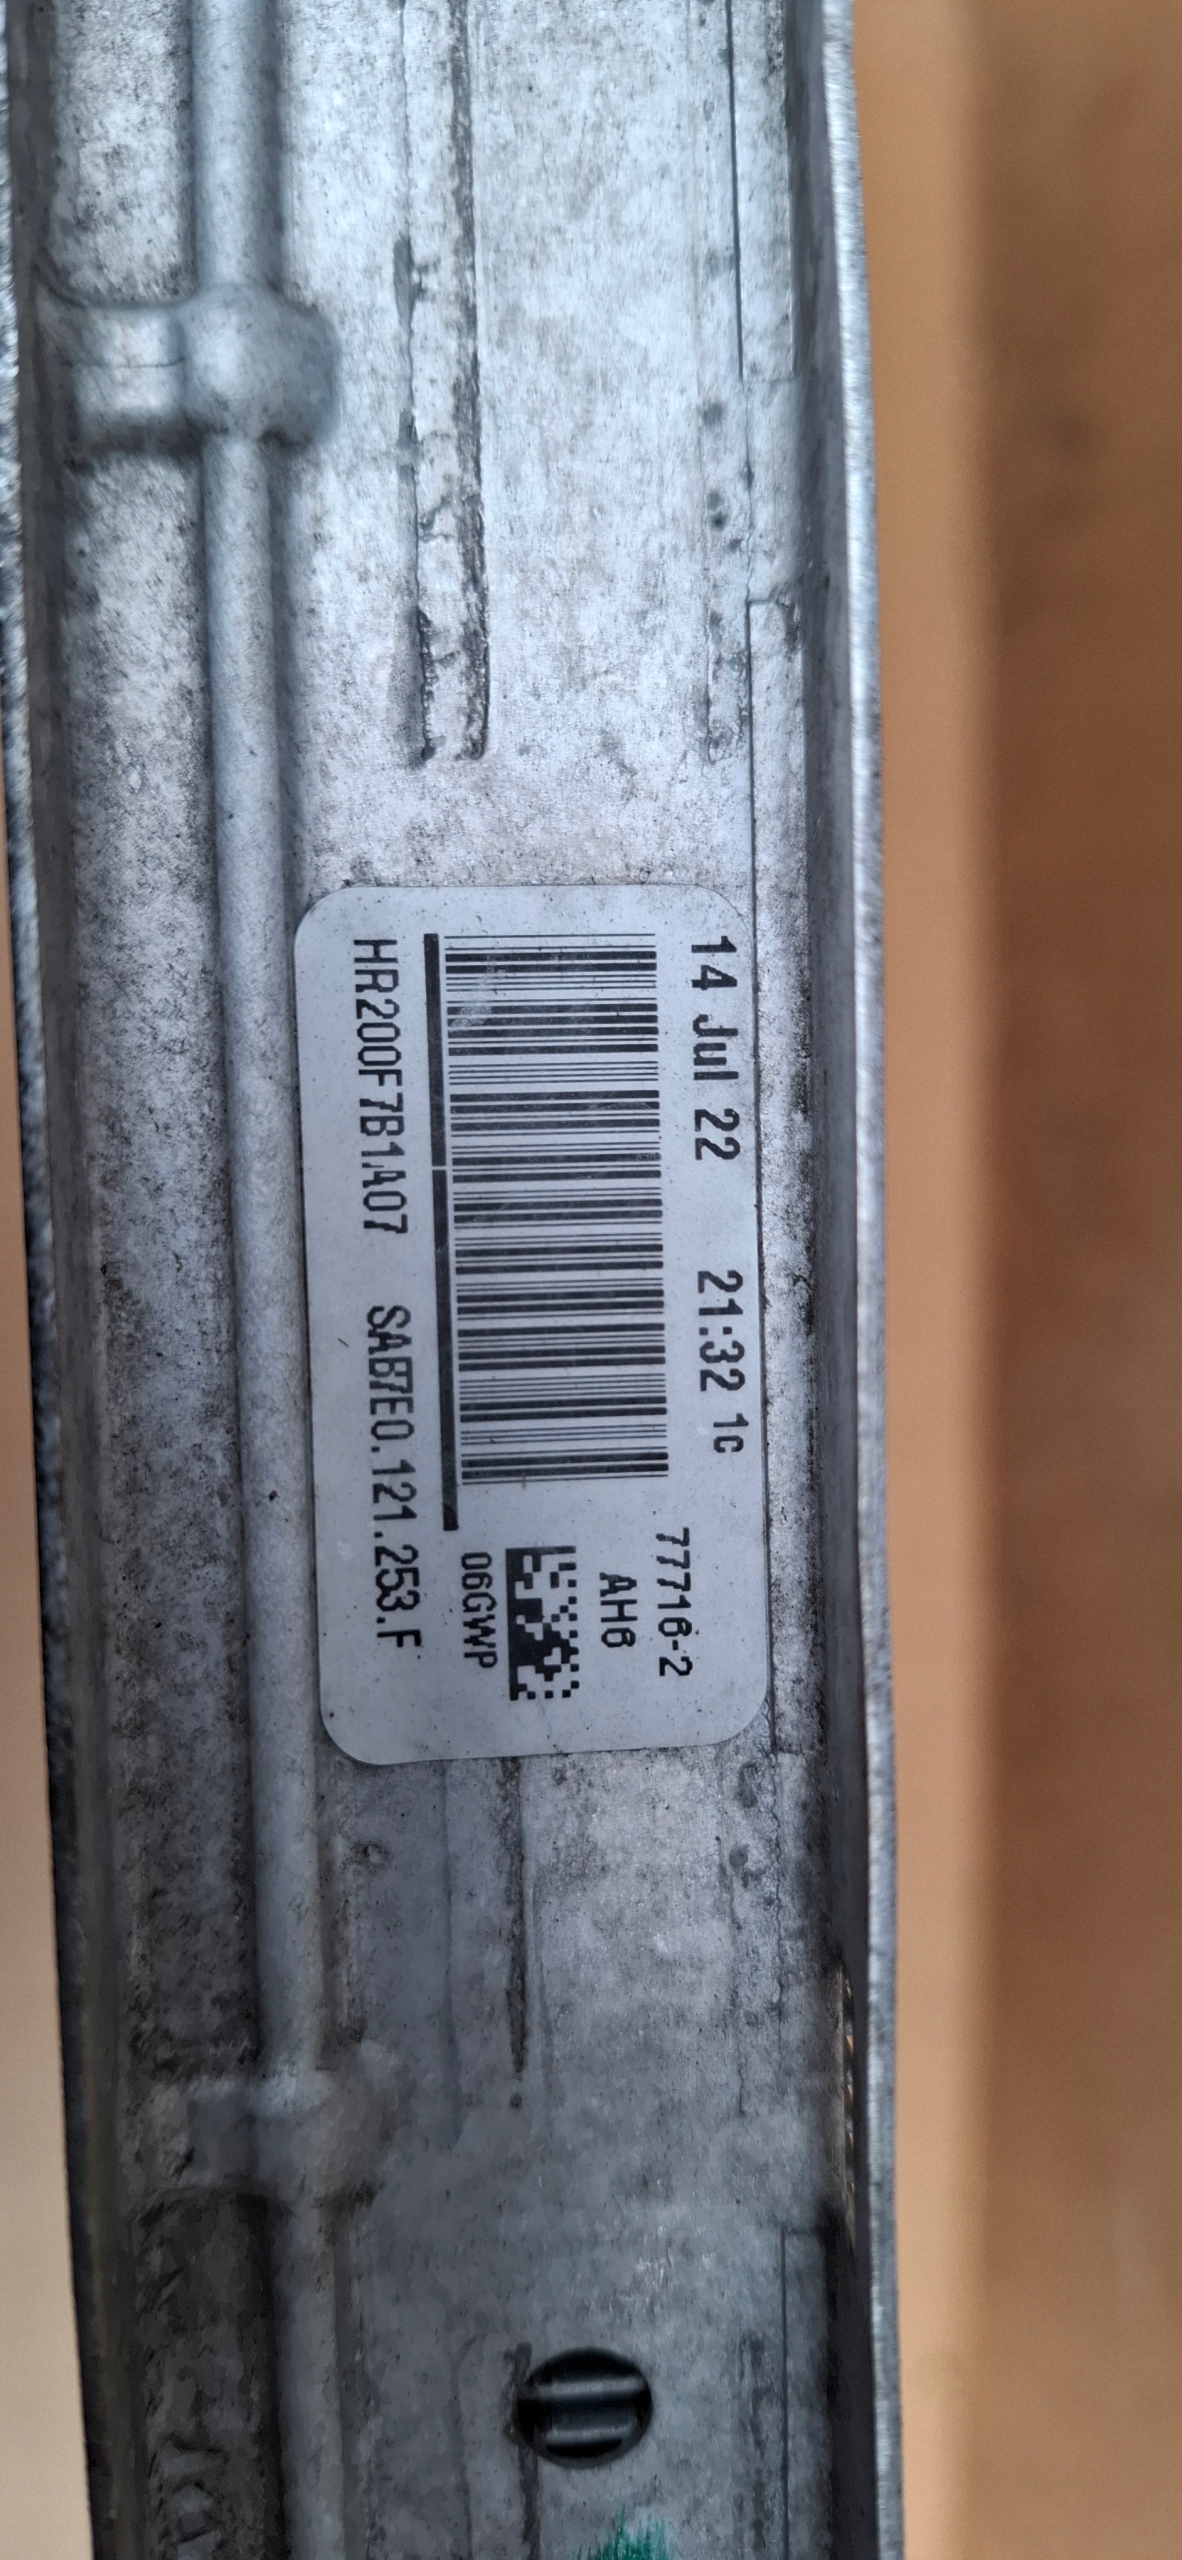 14 Jul 22 21:32 1c
77716-2
AH6
06GWP
HR200F7B1A07 SAB7E0.121.253.F